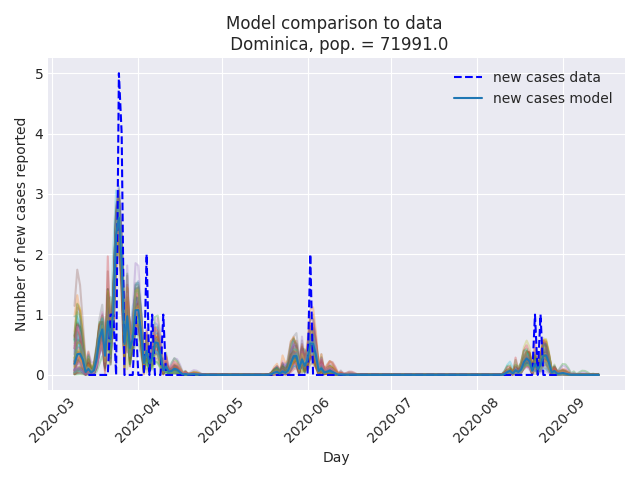 Model comparison to data
Dominica, pop. = 71991.0
new cases data
new cases model
Number of new cases reported
5
4
3
2
1
0
2020-03
2020-04
2020-05
2020-06
2020-07
2020-08
2020-09
Day